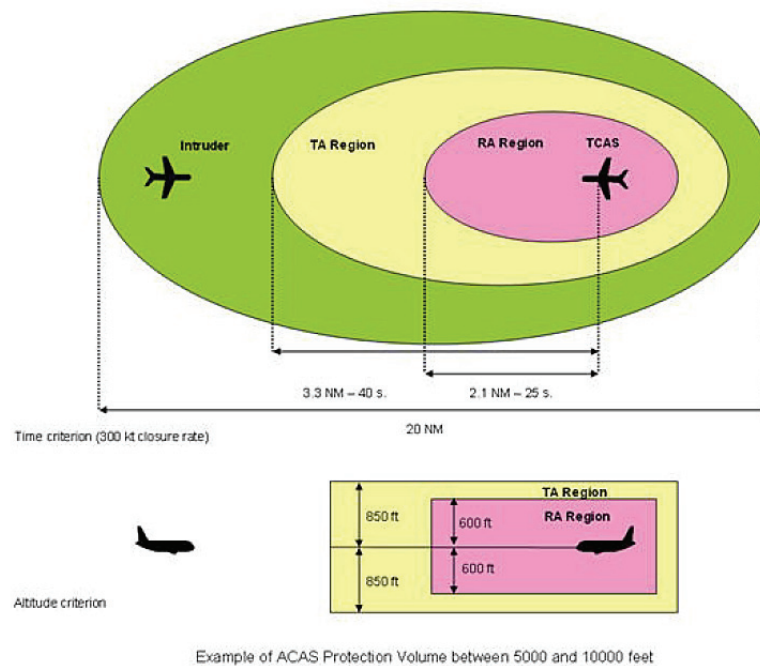 Intruder
TA Region
RA Region
TCAS
3.3 NM – 40 s.
2.1 NM – 25 s.
20 NM
Time criterion (300 kt closure rate)
TA Region
RA Region
850 ft
600 ft
850 ft
600 ft
Altitude criterion
Example of ACAS Protection Volume between 5000 and 10000 feet